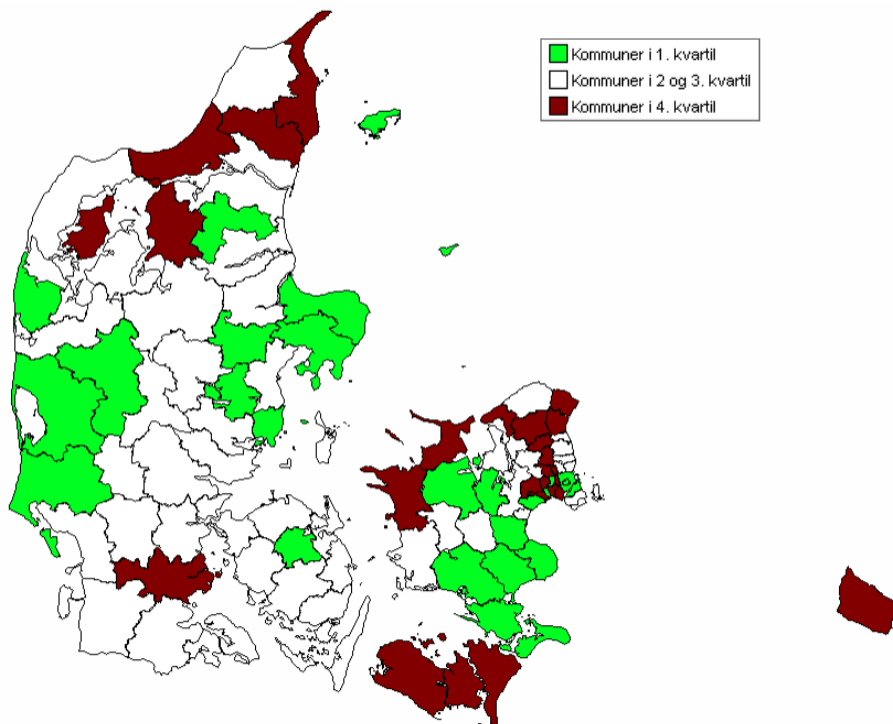 Kommuner i 1. kvartil
Kommuner i 2 og 3. kvartil
Kommuner i 4. kvartil